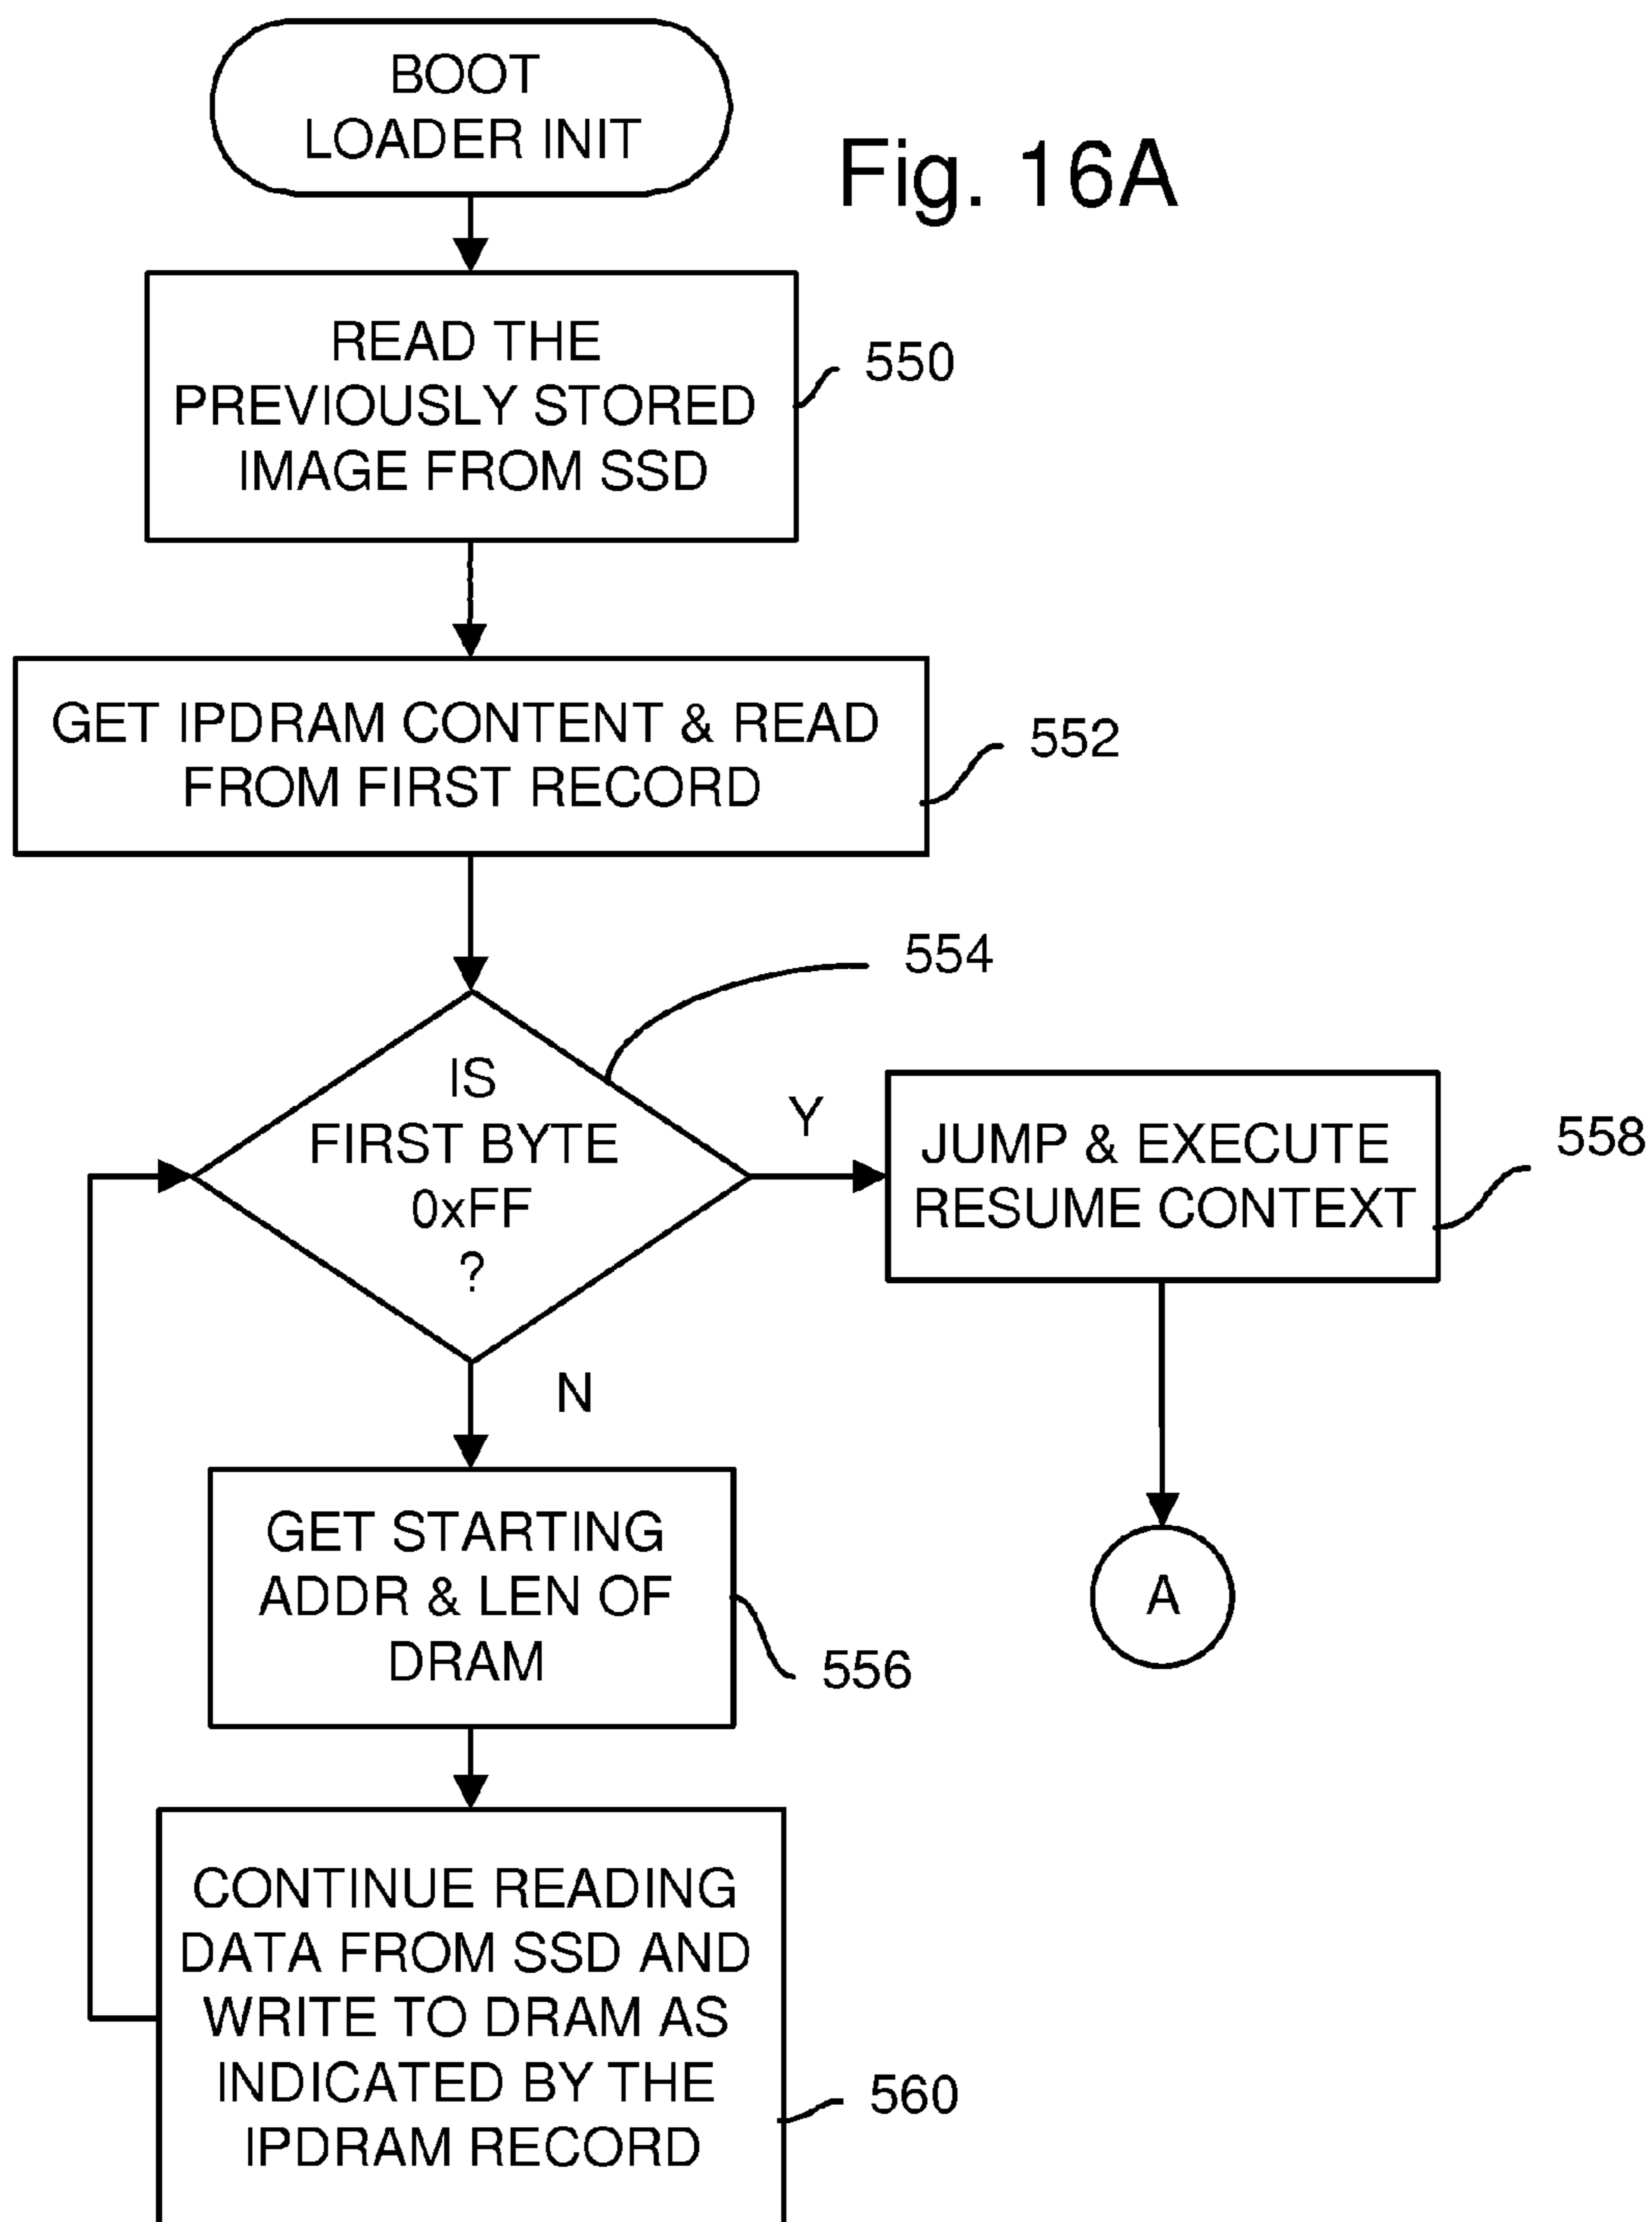 BOOT
LOADER INIT
Fig. 16A
READ THE
PREVIOUSLY STORED
IMAGE FROM SSD
550
GET IPDRAM CONTENT & READ
FROM FIRST RECORD
552
554
IS
FIRST BYTE
0xFF
?
Y
JUMP & EXECUTE
RESUME CONTEXT
558
N
A
GET STARTING
ADDR & LEN OF
DRAM
556
CONTINUE READING
DATA FROM SSD AND
WRITE TO DRAM AS
INDICATED BY THE
IPDRAM RECORD
560